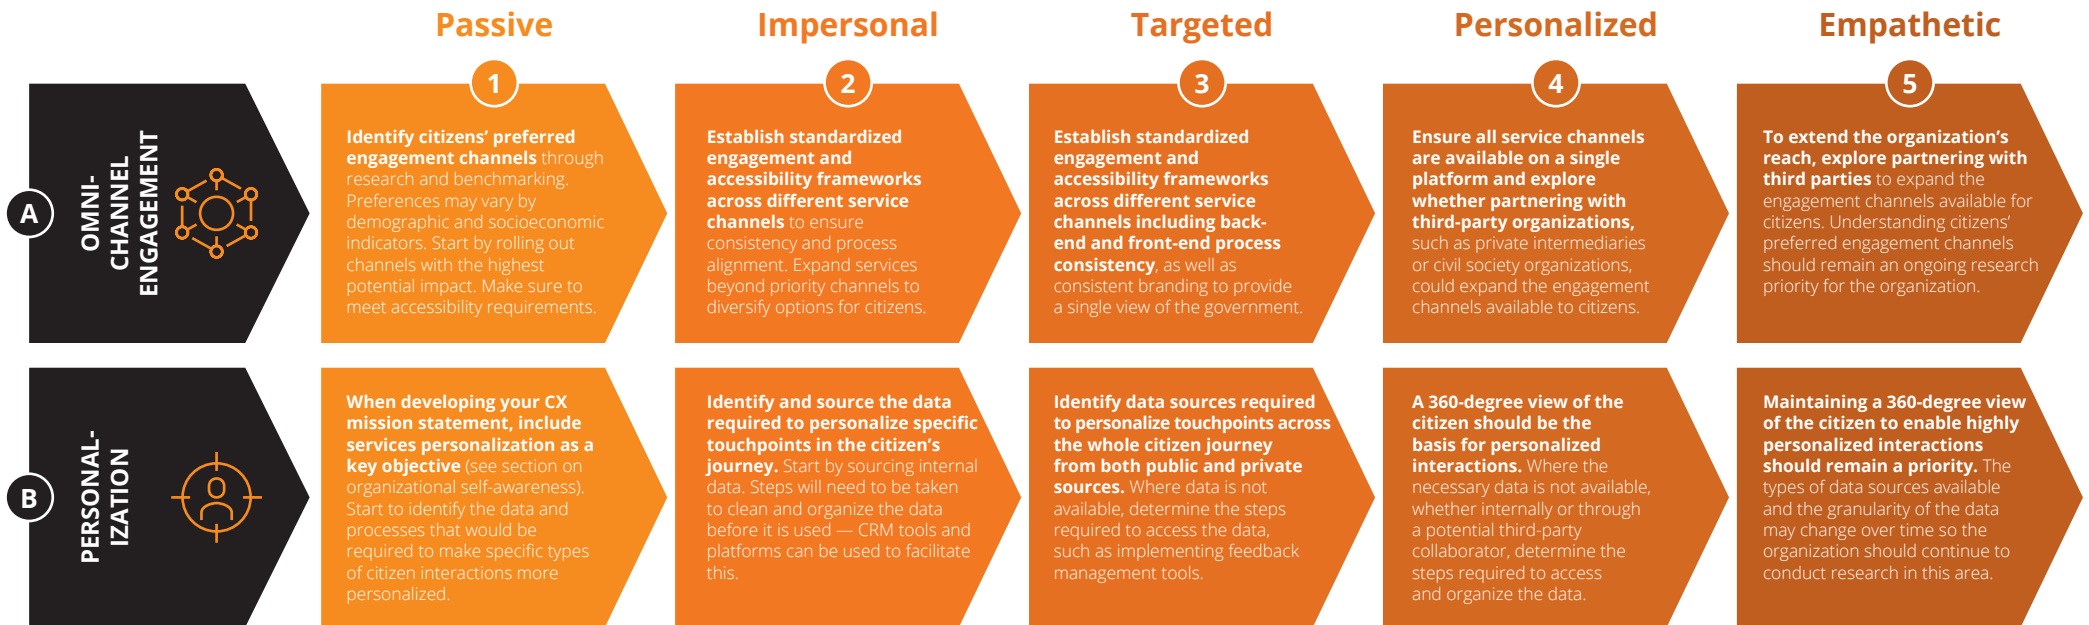 Passive
Impersonal
Targeted
Personalized
Empathetic
1
2
3
4
5
A
OMNI-
CHANNEL
ENGAGEMENT
Identify citizens’ preferred
engagement channels through
research and benchmarking.
Preferences may vary by
demographic and socioeconomic
indicators. Start by rolling out
channels with the highest
potential impact. Make sure to
meet accessibility requirements.
Establish standardized
engagement and
accessibility frameworks
across different service
channels to ensure
consistency and process
alignment. Expand services
beyond priority channels to
diversify options for citizens.
Establish standardized
engagement and
accessibility frameworks
across different service
channels including back-
end and front-end process
consistency, as well as
consistent branding to provide
a single view of the government.
Ensure all service channels
are available on a single
platform and explore
whether partnering with
third-party organizations,
such as private intermediaries
or civil society organizations,
could expand the engagement
channels available to citizens.
To extend the organization’s
reach, explore partnering with
third parties to expand the
engagement channels available for
citizens. Understanding citizens’
preferred engagement channels
should remain an ongoing research
priority for the organization.
B
PERSONAL-
IZATION
When developing your CX
mission statement, include
services personalization as a
key objective (see section on
organizational self-awareness).
Start to identify the data and
processes that would be
required to make specific types
of citizen interactions more
personalized.
Identify and source the data
required to personalize specific
touchpoints in the citizen’s
journey. Start by sourcing internal
data. Steps will need to be taken
to clean and organize the data
before it is used — CRM tools and
platforms can be used to facilitate
this.
Identify data sources required
to personalize touchpoints across
the whole citizen journey
from both public and private
sources. Where data is not
available, determine the steps
required to access the data,
such as implementing feedback
management tools.
A 360-degree view of the
citizen should be the
basis for personalized
interactions. Where the
necessary data is not available,
whether internally or through
a potential third-party
collaborator, determine the
steps required to access
and organize the data.
Maintaining a 360-degree view
of the citizen to enable highly
personalized interactions
should remain a priority. The
types of data sources available
and the granularity of the data
may change over time so the
organization should continue to
conduct research in this area.